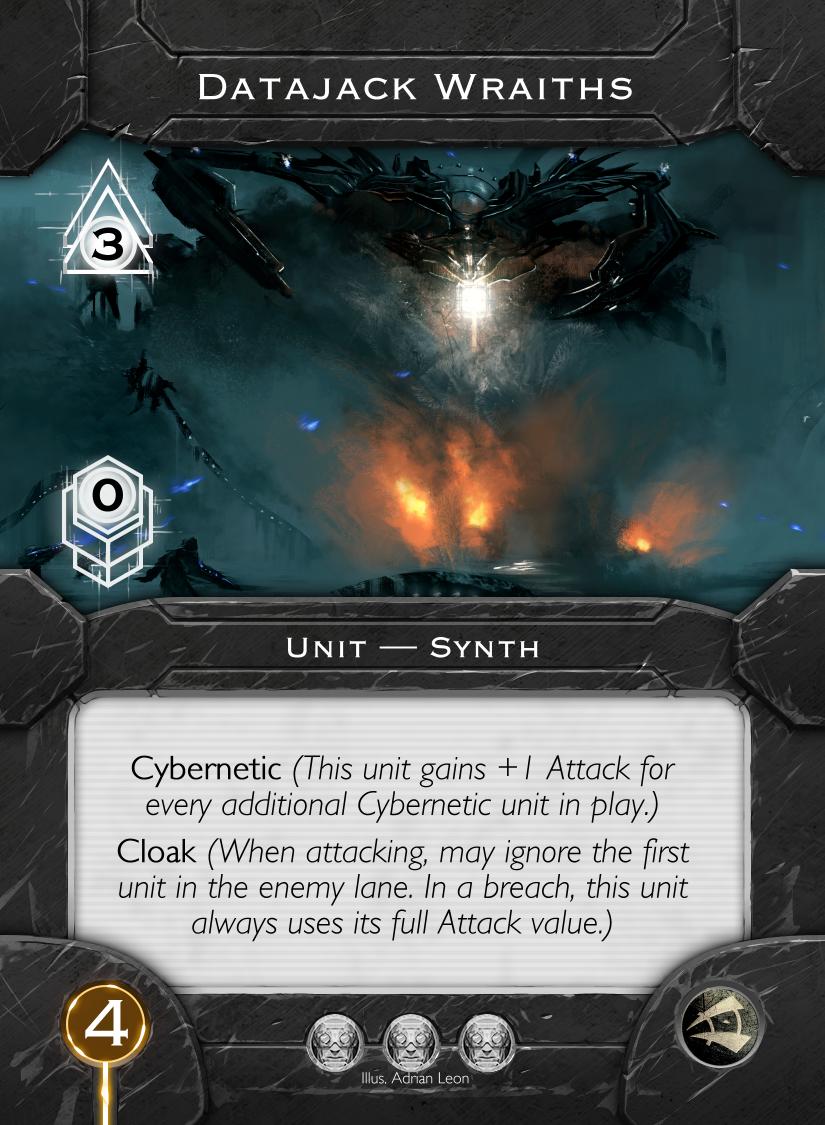 Datajack Wraiths
3
0
Unit — Synth
Cybernetic (This unit gains +1 Attack for
every additional Cybernetic unit in play.)
Cloak (When attacking, may ignore the first
unit in the enemy lane. In a breach, this unit
always uses its full Attack value.)
4
Illus. Adrian Leon